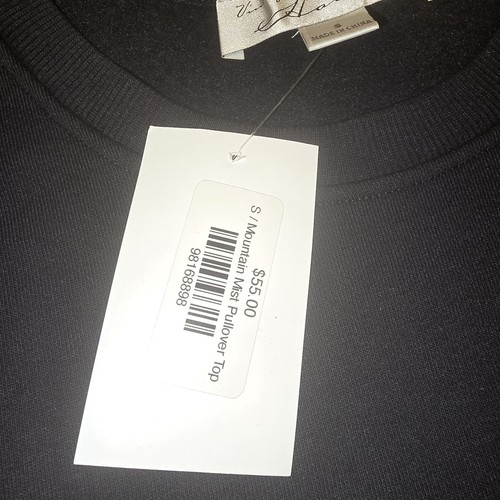 S
MADE IN CHINA
$55.00
S / Mountain Mist Pullover Top
98168898